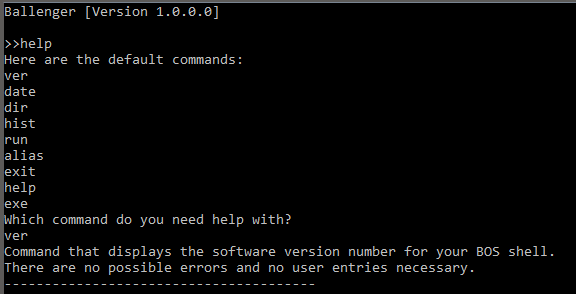 Ballenger [Version 1.0.0.0]
>>help
Here are the default commands:
ver
date
dir
hist
run
alias
exit
help
exe
Which command do you need help with?
ver
Command that displays the software version number for your BOS shell.
There are no possible errors and no user entries necessary.
---------------------------------------